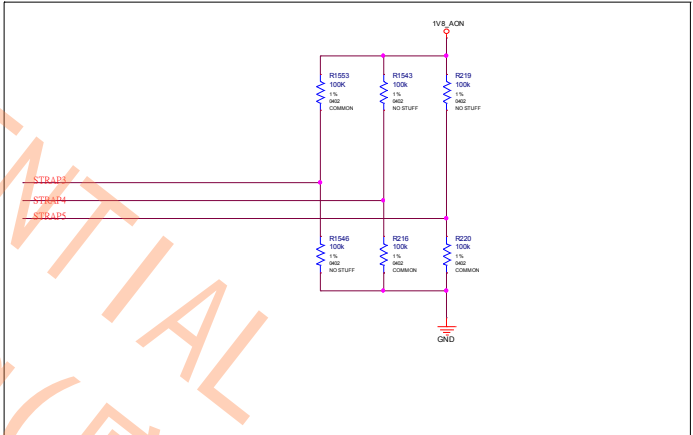 1V8_AON
R1553
100K
1%
0402
COMMON
R1543
100k
1%
0402
NO STUFF
R219
100k
1%
0402
NO STUFF
STRAP3
STRAP4
STRAP5
R1546
100k
1%
0402
NO STUFF
R216
100k
1%
0402
COMMON
R220
100k
1%
0402
COMMON
GND
NTIAL